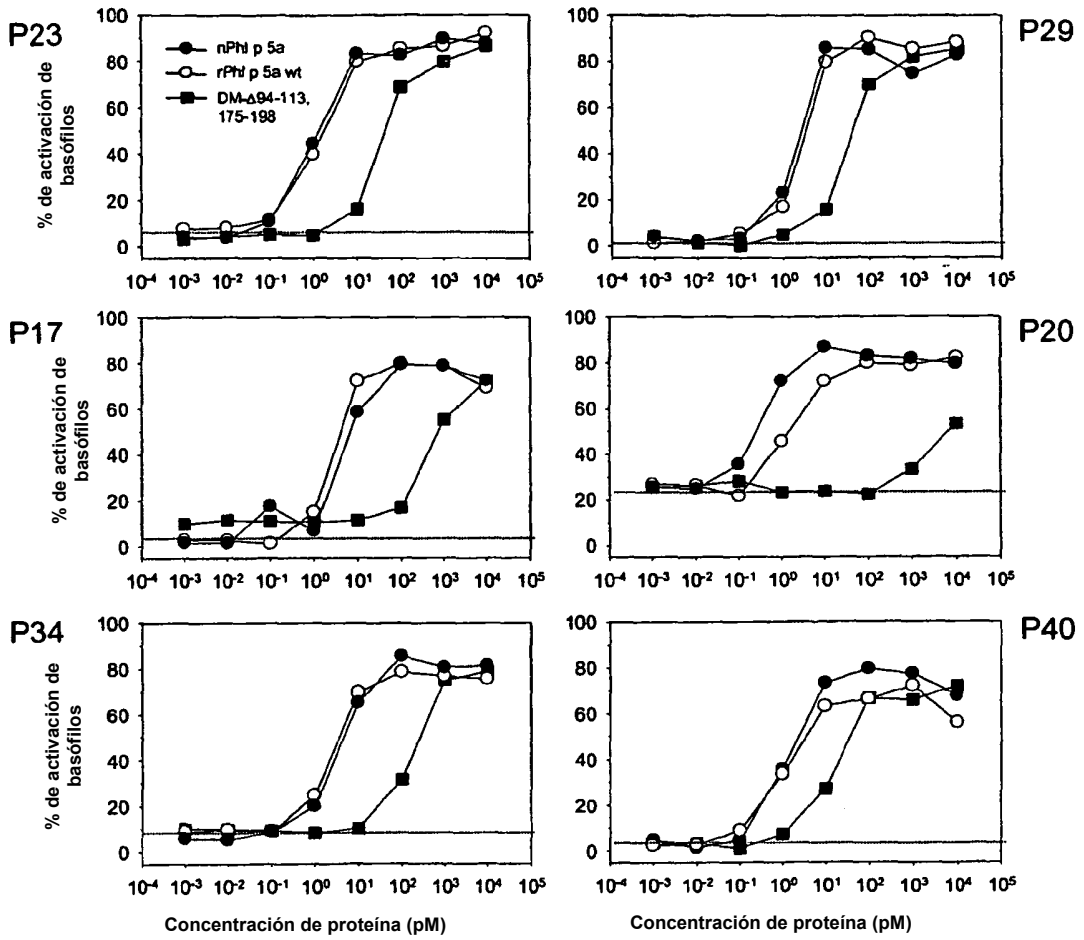 P23
P29
nPhl p 5a
rPhl p 5a wt
DM-Δ94-113,
175-198
% de activación de
basófilos
100
80
60
40
20
0
10⁻⁴ 10⁻³ 10⁻² 10⁻¹ 10⁰ 10¹ 10² 10³ 10⁴ 10⁵
100
80
60
40
20
0
10⁻⁴ 10⁻³ 10⁻² 10⁻¹ 10⁰ 10¹ 10² 10³ 10⁴ 10⁵
P17
P20
% de activación de
basófilos
100
80
60
40
20
0
10⁻⁴ 10⁻³ 10⁻² 10⁻¹ 10⁰ 10¹ 10² 10³ 10⁴ 10⁵
100
80
60
40
20
0
10⁻⁴ 10⁻³ 10⁻² 10⁻¹ 10⁰ 10¹ 10² 10³ 10⁴ 10⁵
P34
P40
% de activación de
basófilos
100
80
60
40
20
0
10⁻⁴ 10⁻³ 10⁻² 10⁻¹ 10⁰ 10¹ 10² 10³ 10⁴ 10⁵
100
80
60
40
20
0
10⁻⁴ 10⁻³ 10⁻² 10⁻¹ 10⁰ 10¹ 10² 10³ 10⁴ 10⁵
Concentración de proteína (pM)
Concentración de proteína (pM)